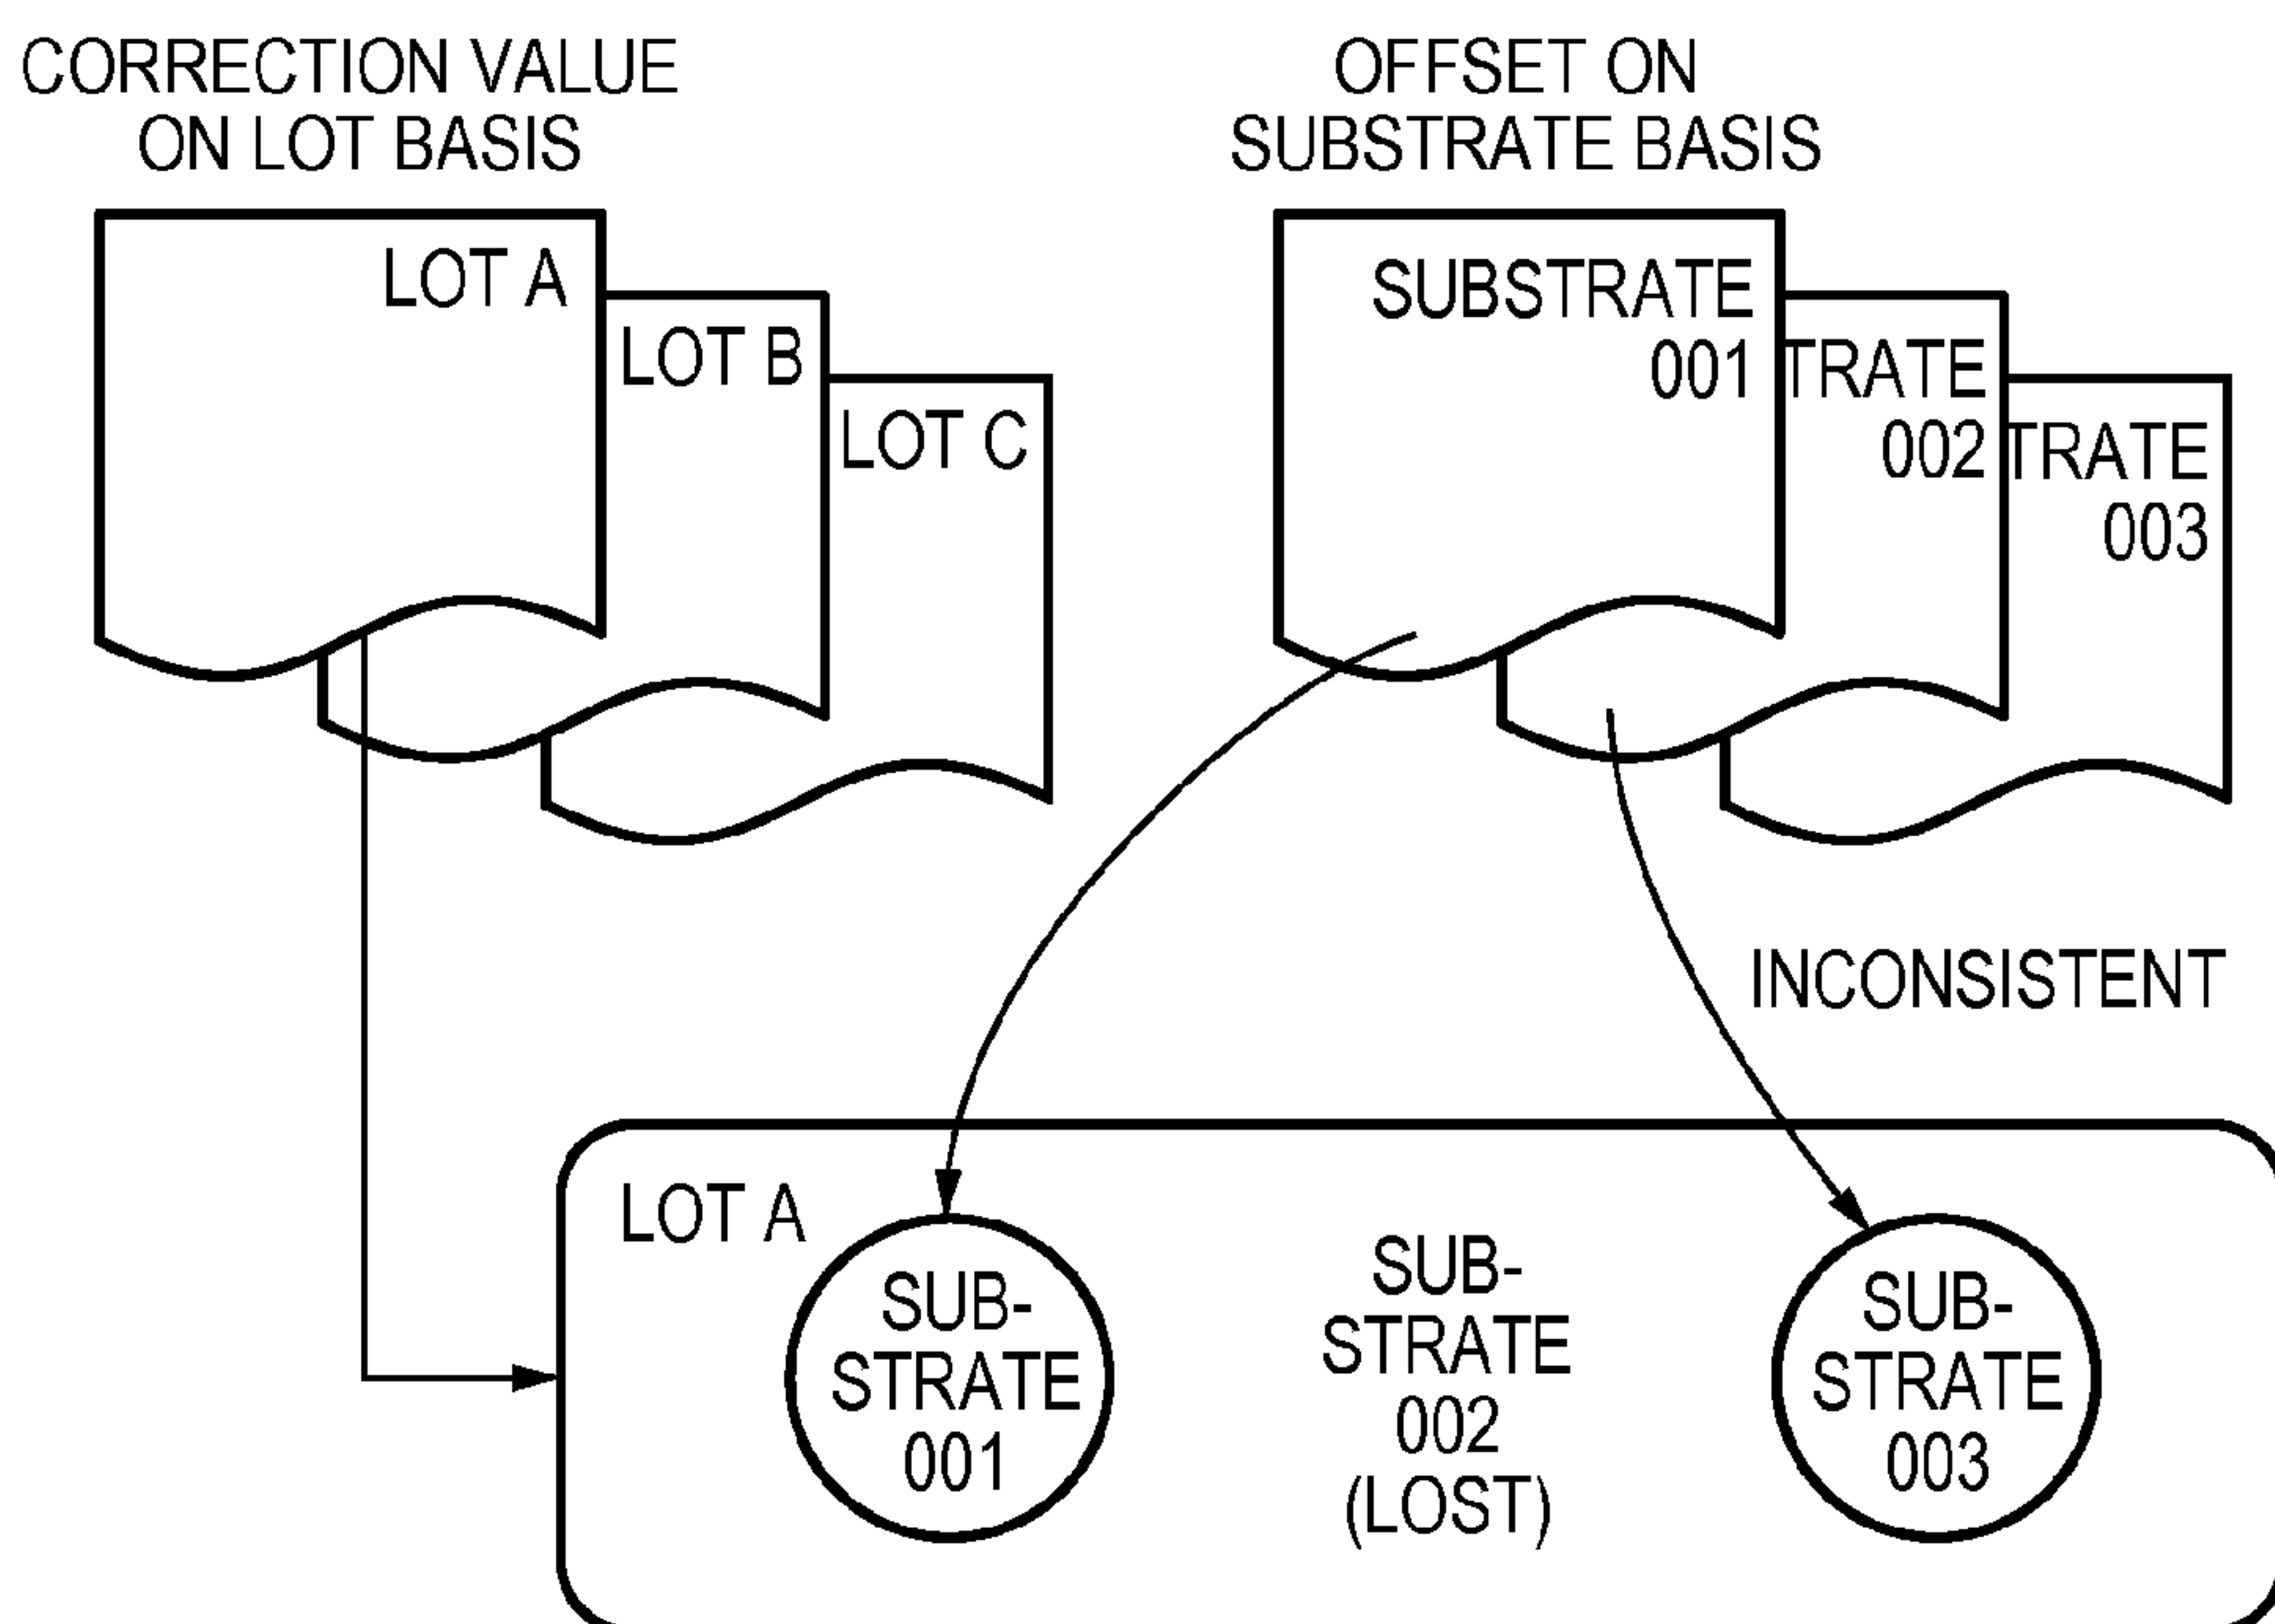 CORRECTION VALUE
ON LOT BASIS
LOT A
LOT B
LOT C
OFFSET ON
SUBSTRATE BASIS
SUBSTRATE
001
TRATE
002
TRATE
003
INCONSISTENT
LOT A
SUB-
STRATE
001
SUB-
STRATE
002
(LOST)
SUB-
STRATE
003